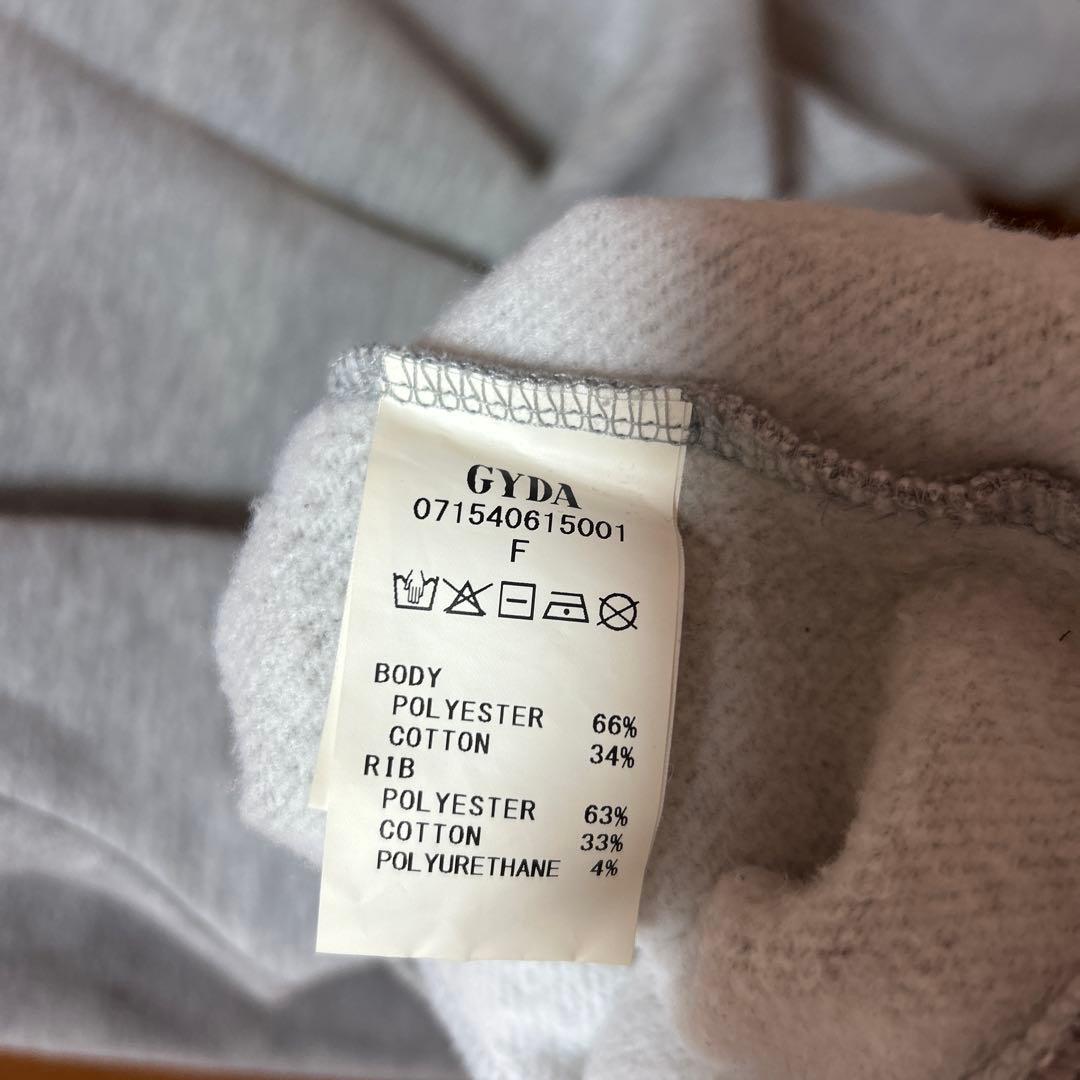 GYDA
071540615001
F
BODY
POLYESTER 66%
COTTON 34%
RIB
POLYESTER 63%
COTTON 33%
POLYURETHANE 4%